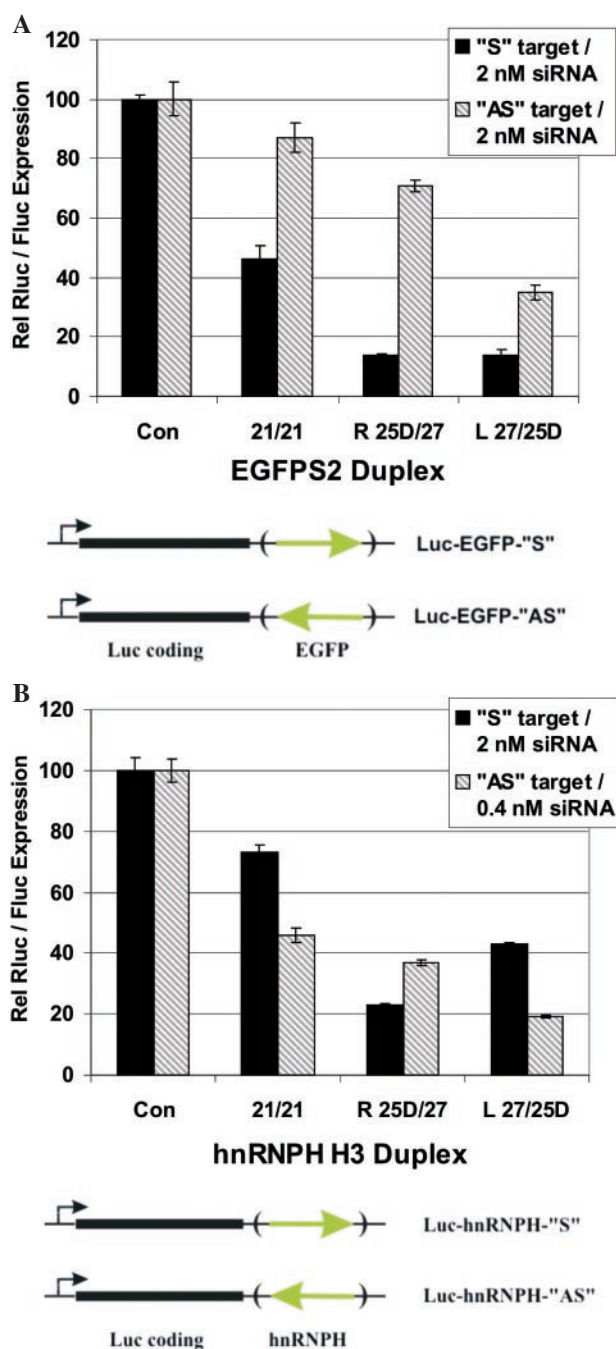 A
120
100
80
60
40
20
0
Rel Rluc / Fluc Expression
"S" target /
2 nM siRNA
"AS" target /
2 nM siRNA
Con 21/21 R 25D/27 L 27/25D
EGFPS2 Duplex
( ) Luc-EGFP-"S"
( ) Luc-EGFP-"AS"
Luc coding EGFP
B
120
100
80
60
40
20
0
Rel Rluc / Fluc Expression
"S" target /
2 nM siRNA
"AS" target /
0.4 nM siRNA
Con 21/21 R 25D/27 L 27/25D
hnRNPH H3 Duplex
( ) Luc-hnRNPH-"S"
( ) Luc-hnRNPH-"AS"
Luc coding hnRNPH